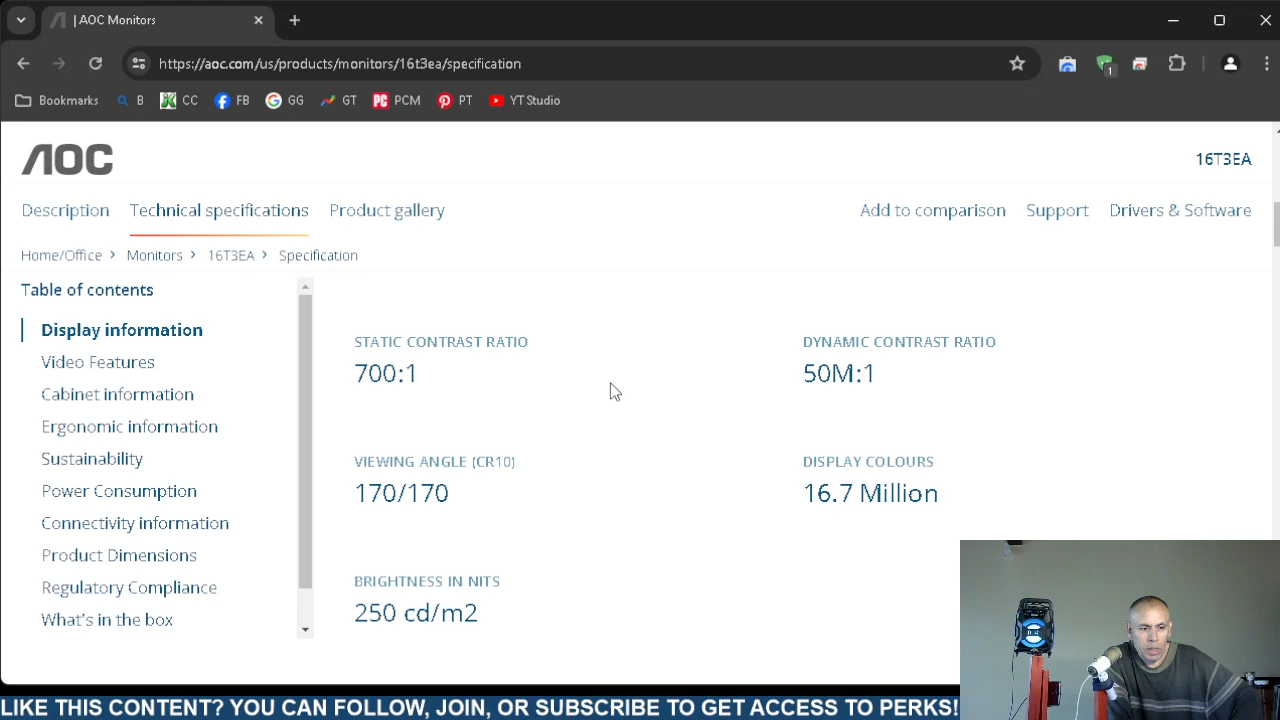 | AOC Monitors
https://aoc.com/us/products/monitors/16t3ea/specification
1
Bookmarks B CC FB GG GT PCM PT YT Studio
AOC
16T3EA
Description Technical specifications Product gallery Add to comparison Support Drivers & Software
Home/Office > Monitors > 16T3EA > Specification
Table of contents
Display information
Video Features
Cabinet information
Ergonomic information
Sustainability
Power Consumption
Connectivity information
Product Dimensions
Regulatory Compliance
What's in the box
STATIC CONTRAST RATIO
700:1
DYNAMIC CONTRAST RATIO
50M:1
VIEWING ANGLE (CR10)
170/170
DISPLAY COLOURS
16.7 Million
BRIGHTNESS IN NITS
250 cd/m2
LIKE THIS CONTENT? YOU CAN FOLLOW, JOIN, OR SUBSCRIBE TO GET ACCESS TO PERKS!